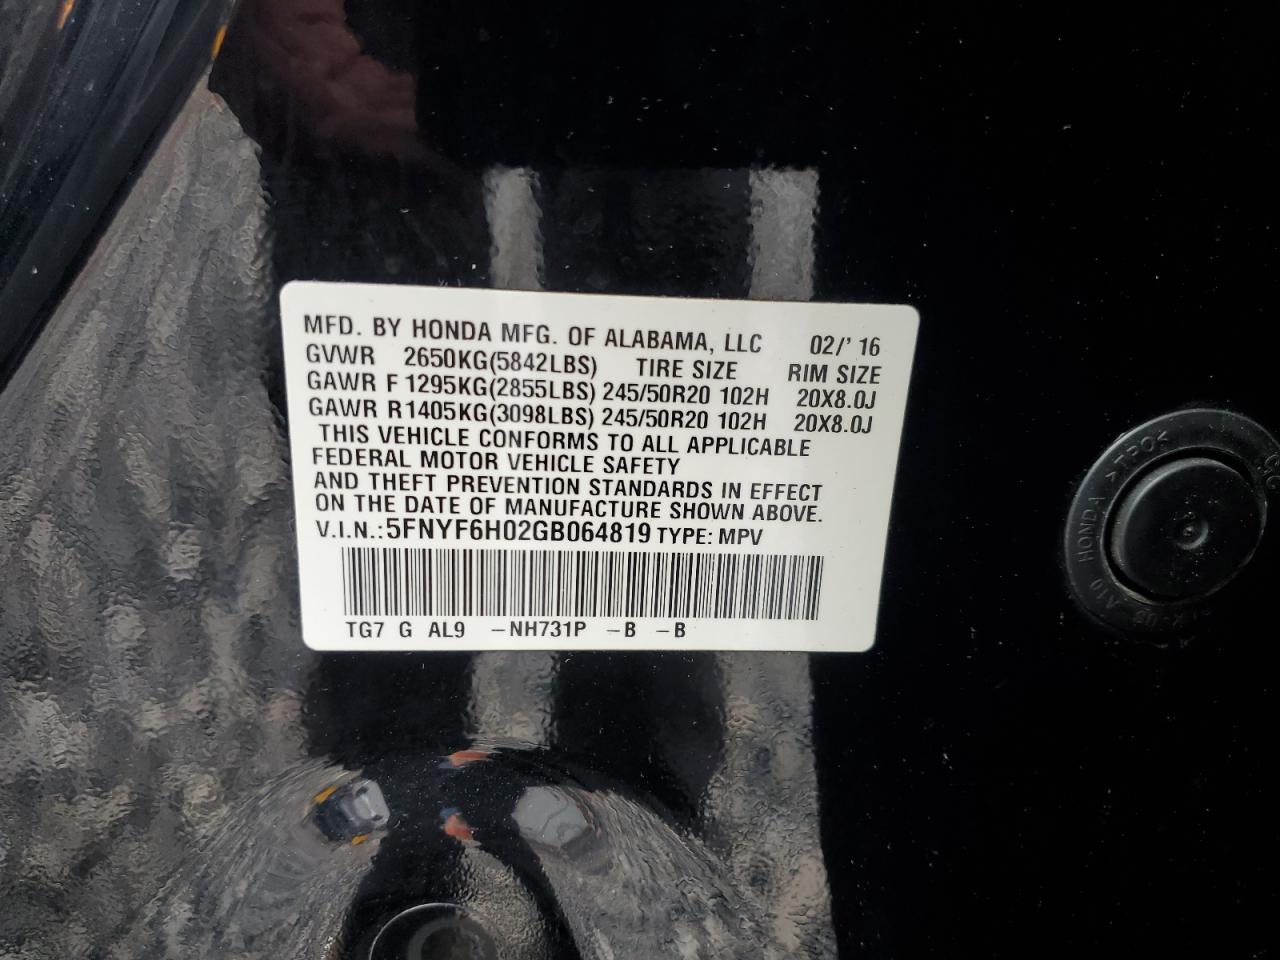 MFD. BY HONDA MFG. OF ALABAMA, LLC 02/' 16
GVWR 2650KG(5842LBS) TIRE SIZE RIM SIZE
GAWR F 1295KG(2855LBS) 245/50R20 102H 20X8.0J
GAWR R1405KG(3098LBS) 245/50R20 102H 20X8.0J
THIS VEHICLE CONFORMS TO ALL APPLICABLE
FEDERAL MOTOR VEHICLE SAFETY
AND THEFT PREVENTION STANDARDS IN EFFECT
ON THE DATE OF MANUFACTURE SHOWN ABOVE.
V.I.N.:5FNYF6H02GB064819 TYPE: MPV
TG7 G AL9 -NH731P -B -B
HONDA >TPO<